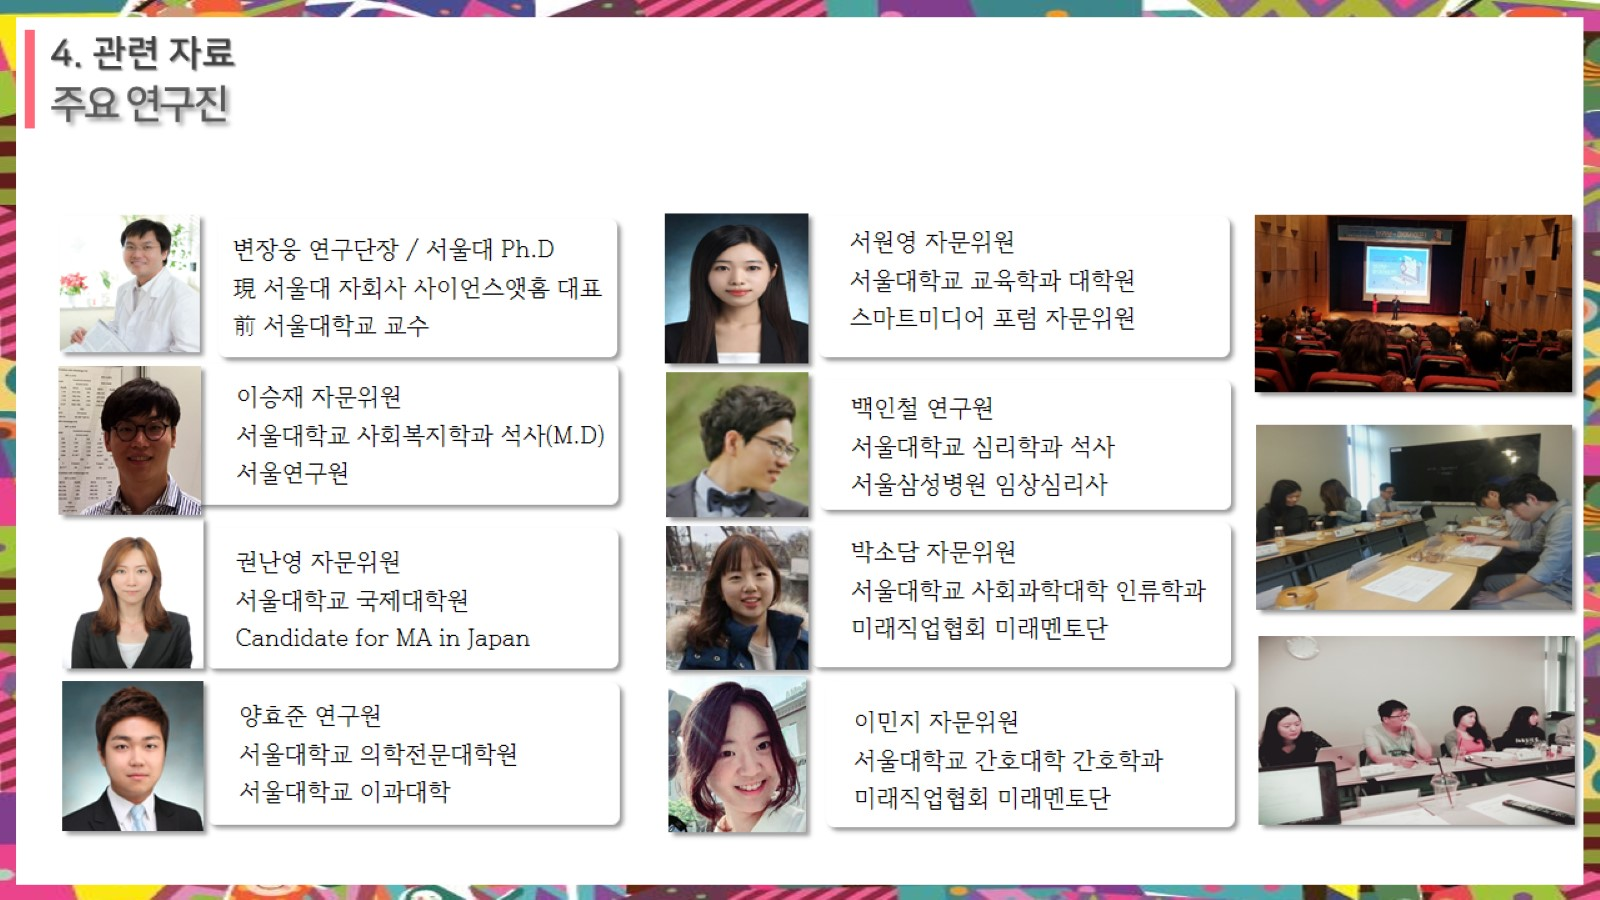 4. 관련 자료
주요 연구진
변장웅 연구단장 / 서울대 Ph.D
現 서울대 자회사 사이언스앳홈 대표
前 서울대학교 교수
이승재 자문위원
서울대학교 사회복지학과 석사(M.D)
서울연구원
권난영 자문위원
서울대학교 국제대학원
Candidate for MA in Japan
양효준 연구원
서울대학교 의학전문대학원
서울대학교 이과대학
서원영 자문위원
서울대학교 교육학과 대학원
스마트미디어 포럼 자문위원
백인철 연구원
서울대학교 심리학과 석사
서울삼성병원 임상심리사
박소담 자문위원
서울대학교 사회과학대학 인류학과
미래직업협회 미래멘토단
이민지 자문위원
서울대학교 간호대학 간호학과
미래직업협회 미래멘토단